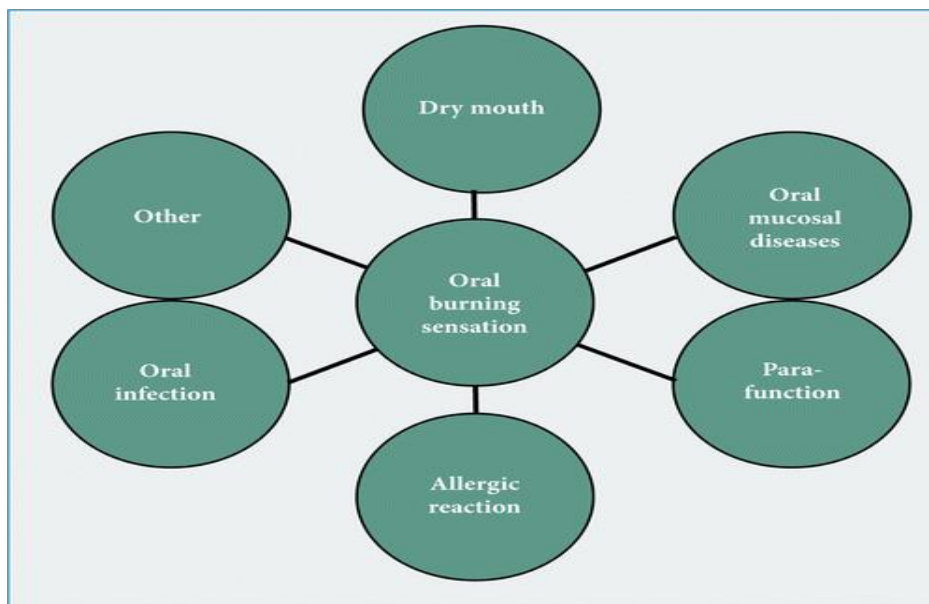 Dry mouth
Other
Oral
mucosal
diseases
Oral
burning
sensation
Oral
infection
Para-
function
Allergic
reaction